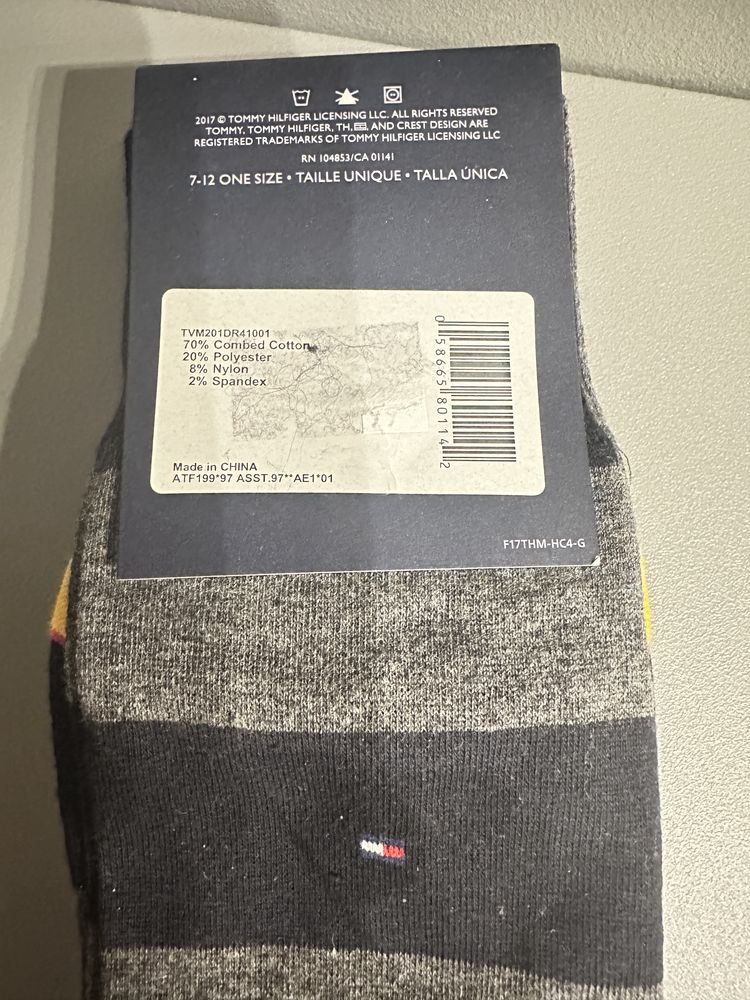 2017 © TOMMY HILFIGER LICENSING LLC. ALL RIGHTS RESERVED
TOMMY, TOMMY HILFIGER, TH, AND CREST DESIGN ARE
REGISTERED TRADEMARKS OF TOMMY HILFIGER LICENSING LLC
RN 104853/CA 01141
7-12 ONE SIZE • TAILLE UNIQUE • TALLA ÚNICA
TVM201DR41001
70% Combed Cotton
20% Polyester
8% Nylon
2% Spandex
Made in CHINA
ATF199*97 ASST.97**AE1*01
0 58665 80114 2
F17THM-HC4-G